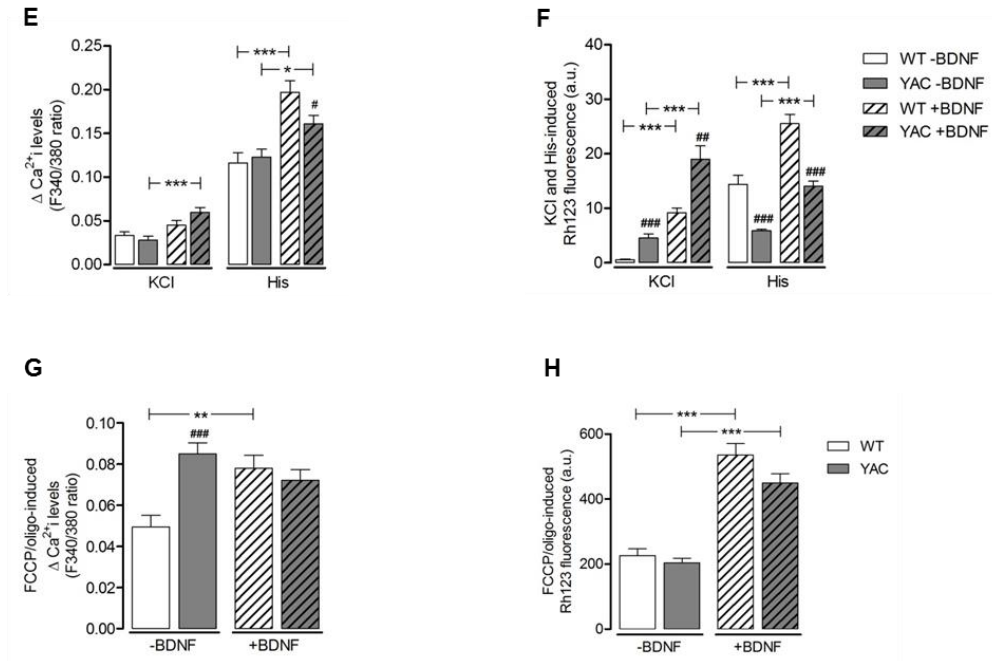 E
Δ Ca2+i levels
(F340/380 ratio)
0.25
0.20
0.15
0.10
0.05
0.00
***
***
*
#
KCl
His
F
KCl and His-induced
Rh123 fluorescence (a.u.)
40
30
20
10
0
***
***
###
##
***
***
###
###
KCl
His
WT -BDNF
YAC -BDNF
WT +BDNF
YAC +BDNF
G
FCCP/oligo-induced
Δ Ca2+i levels
(F340/380 ratio)
0.10
0.08
0.06
0.04
0.02
0.00
**
###
-BDNF
+BDNF
H
FCCP/oligo-induced
Rh123 fluorescence (a.u.)
600
400
200
0
***
***
-BDNF
+BDNF
WT
YAC